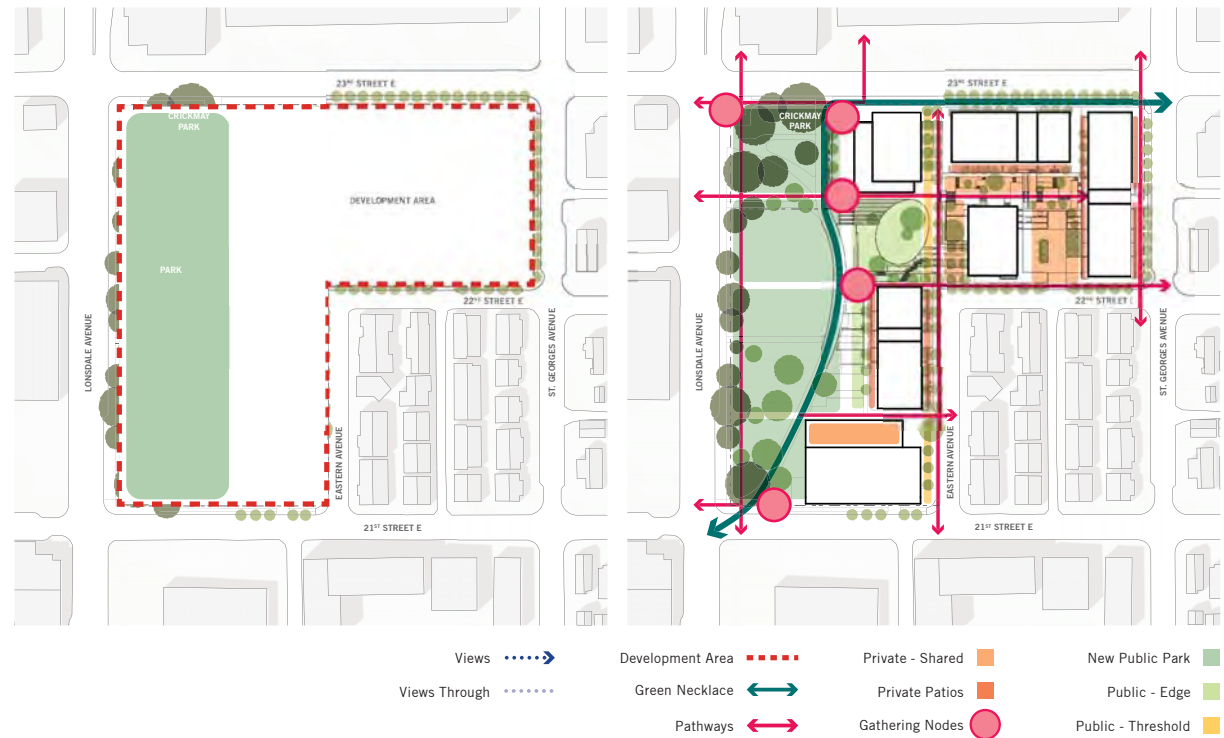 23RD STREET E
CRICKMAY
PARK
DEVELOPMENT AREA
PARK
22ND STREET E
LONSDALE AVENUE
ST. GEORGES AVENUE
EASTERN AVENUE
21ST STREET E
23RD STREET E
CRICKMAY
PARK
22ND STREET E
LONSDALE AVENUE
ST. GEORGES AVENUE
EASTERN AVENUE
21ST STREET E
Views
Development Area
Private - Shared
New Public Park
Views Through
Green Necklace
Private Patios
Public - Edge
Pathways
Gathering Nodes
Public - Threshold